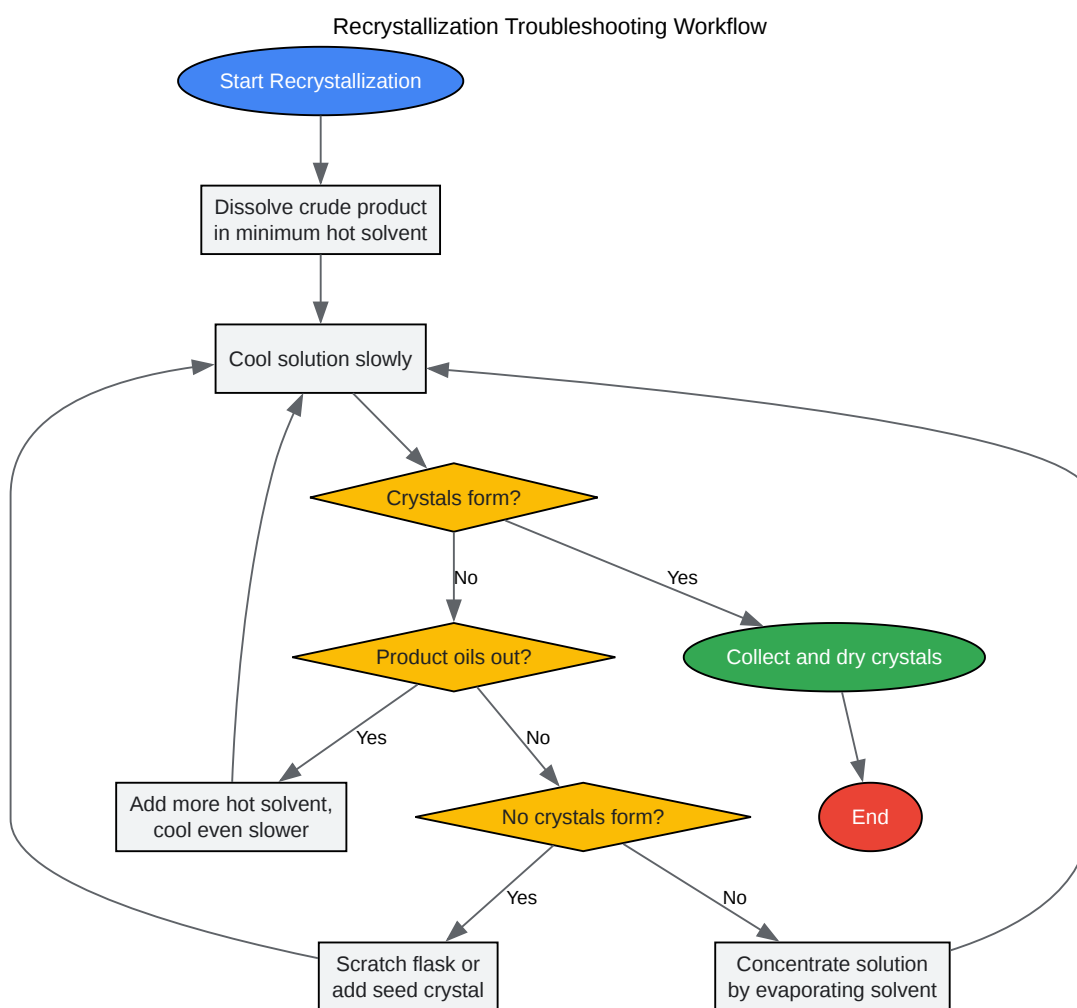 Recrystallization Troubleshooting Workflow
Start Recrystallization
Dissolve crude product
in minimum hot solvent
Cool solution slowly
Crystals form?
No
Yes
Product oils out?
Collect and dry crystals
Yes
No
Add more hot solvent,
cool even slower
No crystals form?
End
Yes
No
Scratch flask or
add seed crystal
Concentrate solution
by evaporating solvent